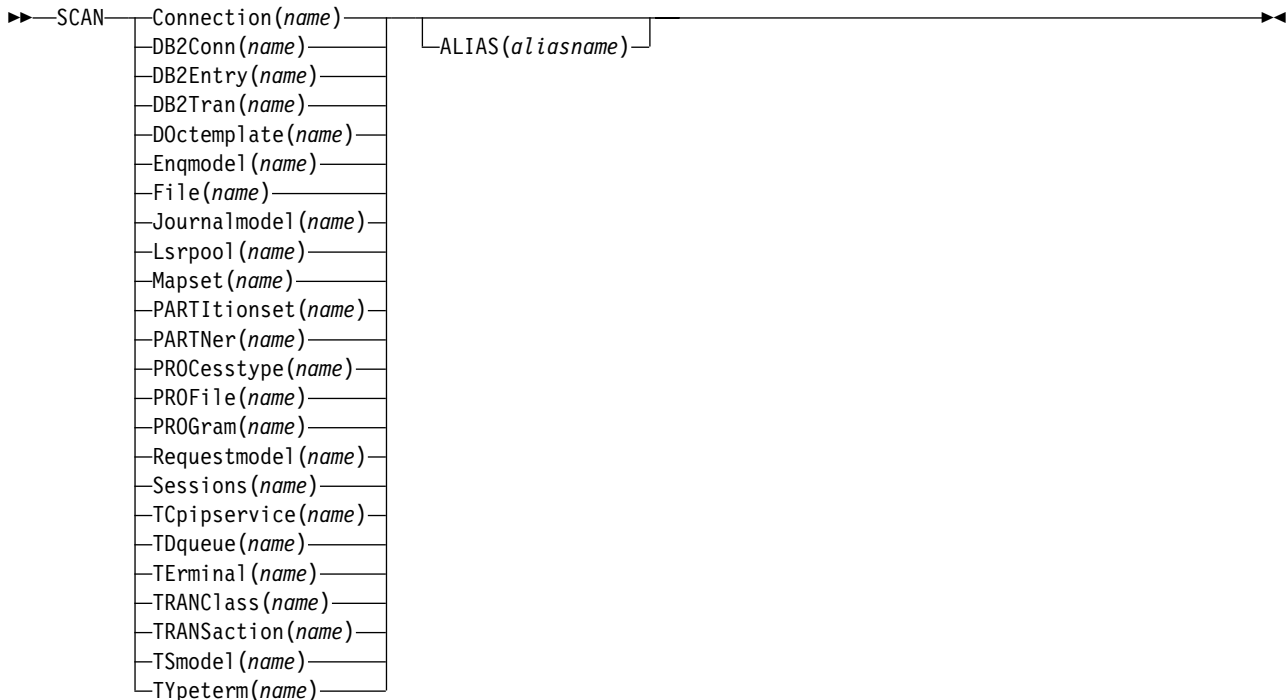 SCAN Connection(name)
DB2Conn(name) ALIAS(aliasname)
DB2Entry(name)
DB2Tran(name)
DOctemplate(name)
Enqmodel(name)
File(name)
Journalmodel(name)
Lsrpool(name)
Mapset(name)
PARTItionset(name)
PARTNer(name)
PROCesstype(name)
PROFile(name)
PROGram(name)
Requestmodel(name)
Sessions(name)
TCpipservice(name)
TDqueue(name)
TErminal(name)
TRANClass(name)
TRANSaction(name)
TSmodel(name)
TYpeterm(name)